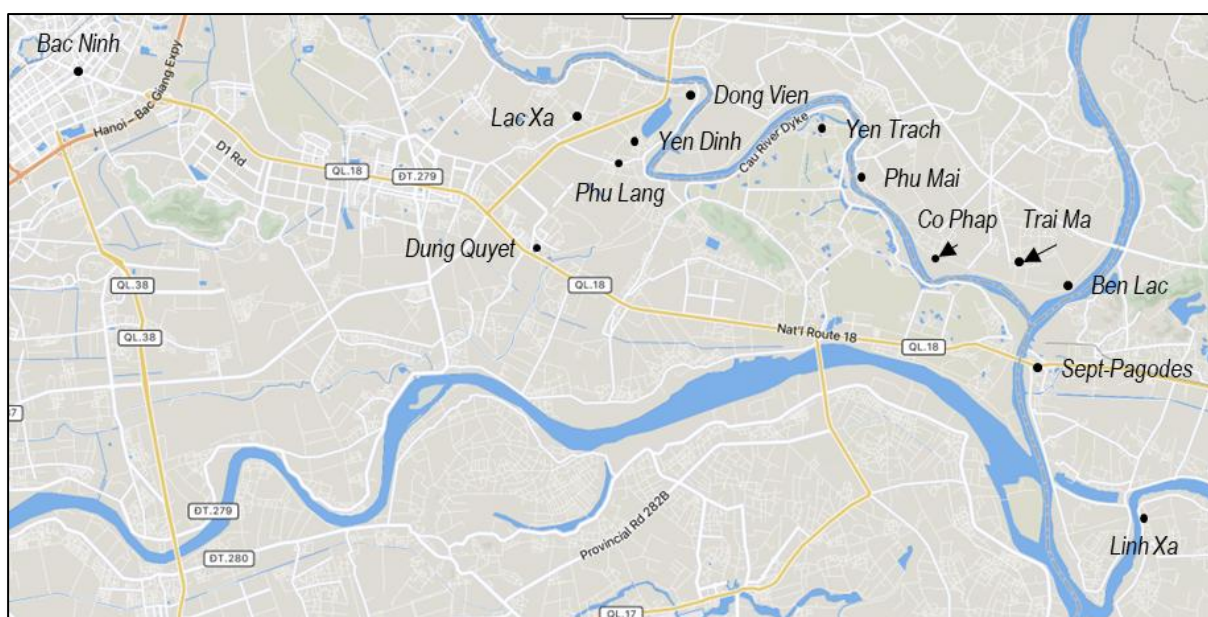 Bac Ninh
Hanoi – Bac Giang Expy
D1 Rd
QL.18
ĐT.279
Lac Xa
Dong Vien
Yen Dinh
Phu Lang
Cau River Dyke
Yen Trach
Phu Mai
Co Phap
Trai Ma
Ben Lac
Dung Quyet
QL.18
QL.38
QL.38
Nat'l Route 18
QL.18
Sept-Pagodes
ĐT.279
ĐT.280
Provincial Rd 282B
Linh Xa
QL.17